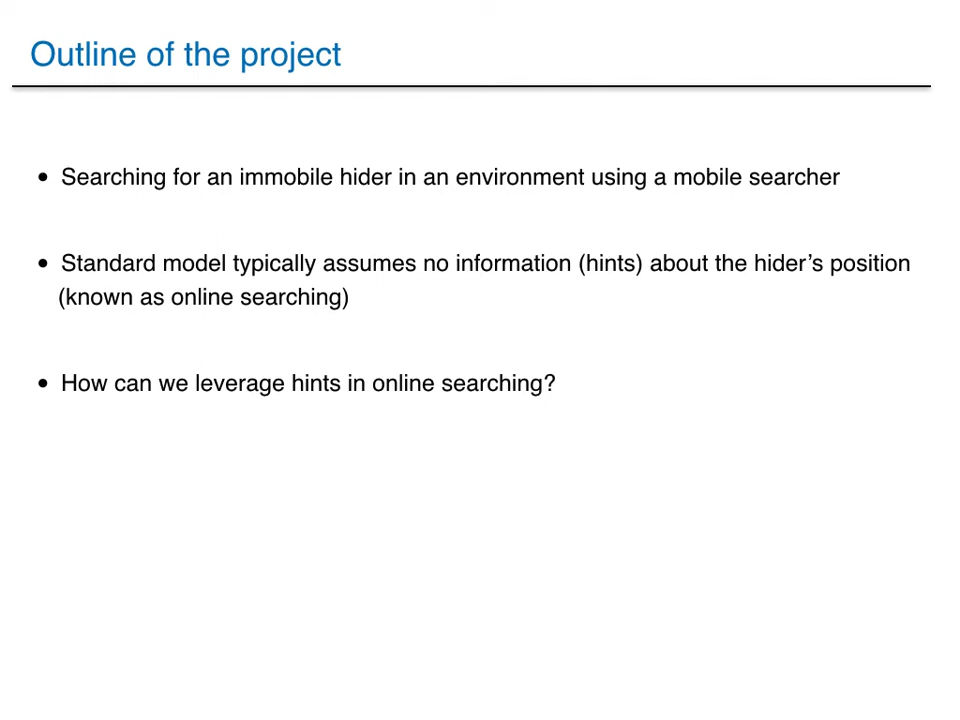 Outline of the project
• Searching for an immobile hider in an environment using a mobile searcher
• Standard model typically assumes no information (hints) about the hider’s position
(known as online searching)
• How can we leverage hints in online searching?